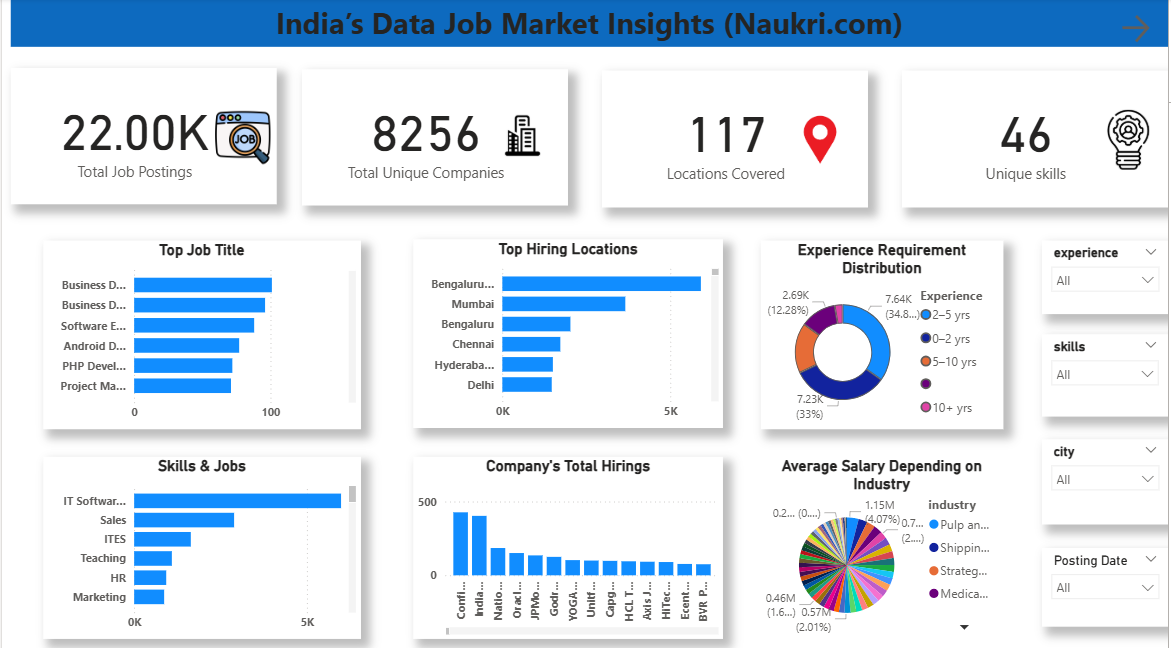 India’s Data Job Market Insights (Naukri.com)
22.00K
JOB
Total Job Postings
8256
Total Unique Companies
117
Locations Covered
46
Unique skills
Top Job Title
Business D...
Business D...
Software E...
Android D...
PHP Devel...
Project Ma...
0
100
Top Hiring Locations
Bengaluru...
Mumbai
Bengaluru
Chennai
Hyderaba...
Delhi
0K
5K
Experience Requirement
Distribution
2.69K
(12.28%)
7.64K
(34.8...)
7.23K
(33%)
Experience
2–5 yrs
0–2 yrs
5–10 yrs
10+ yrs
experience
All
skills
All
city
All
Posting Date
All
Skills & Jobs
IT Softwar...
Sales
ITES
Teaching
HR
Marketing
0K
5K
Company's Total Hirings
500
0
Confi...
India...
Natio...
Oracl...
JPMo...
Godr...
YOGA...
Unitf...
Capg...
HCL T...
Axis J...
HiTec...
Ecent...
BVR P...
Average Salary Depending on
Industry
0.2... (0....)
1.15M
(4.07%)
0.7...
(2....)
0.46M
(1.6...)
0.57M
(2.01%)
industry
Pulp an...
Shippin...
Strateg...
Medica...